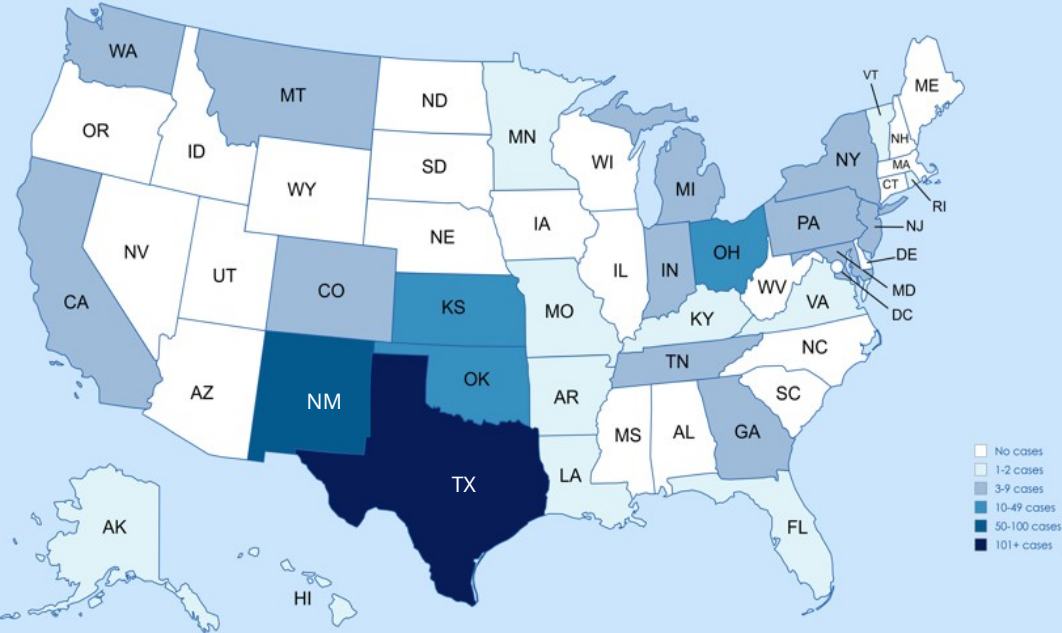 WA
MT
ND
MN
VT
ME
OR
ID
SD
WI
NH
NY
MA
WY
MI
CT
RI
IA
PA
NJ
NE
NV
UT
CO
IL
IN
OH
DE
WV
MD
CA
KS
MO
KY
VA
DC
NC
TN
AZ
NM
OK
AR
SC
MS
AL
GA
TX
LA
No cases
1-2 cases
3-9 cases
10-49 cases
50-100 cases
101+ cases
AK
FL
HI